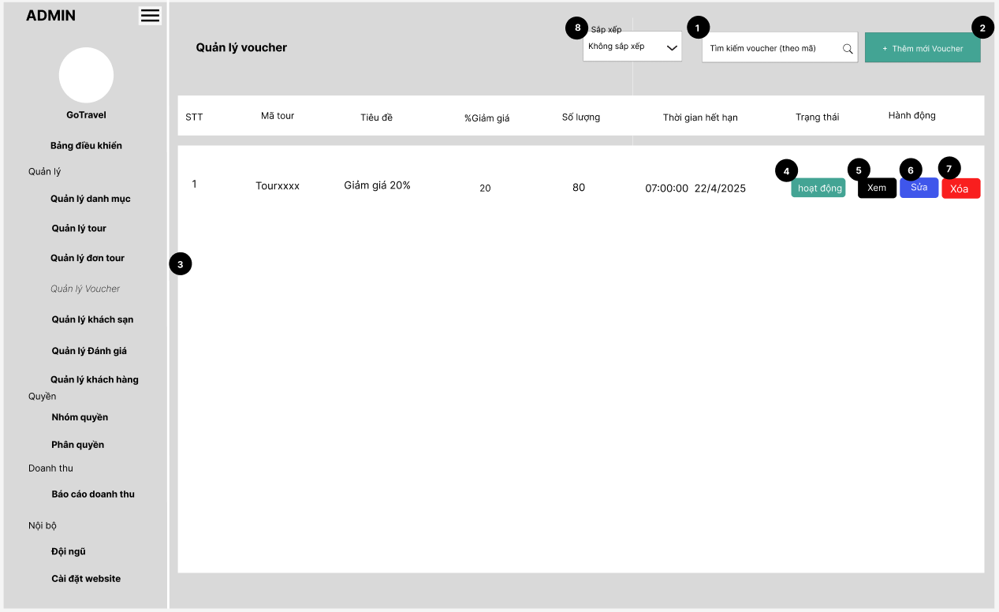 ADMIN
GoTravel
Bảng điều khiển
Quản lý
Quản lý danh mục
Quản lý tour
Quản lý đơn tour
Quản lý Voucher
Quản lý khách sạn
Quản lý Đánh giá
Quản lý khách hàng
Quyền
Nhóm quyền
Phân quyền
Doanh thu
Báo cáo doanh thu
Nội bộ
Đội ngũ
Cài đặt website
Quản lý voucher
8 Sắp xếp
Không sắp xếp
1
Tìm kiếm voucher (theo mã)
2
+ Thêm mới Voucher
STT Mã tour Tiêu đề %Giảm giá Số lượng Thời gian hết hạn Trạng thái Hành động
4 5 6 7
1 Tourxxxx Giảm giá 20% 20 80 07:00:00 22/4/2025 hoạt động Xem Sửa Xóa
3